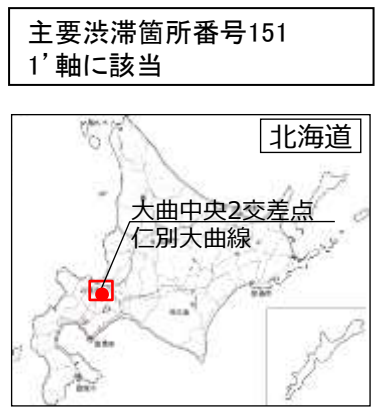 主要渋滞箇所番号151
1’軸に該当
北海道
大曲中央2交差点
仁別大曲線